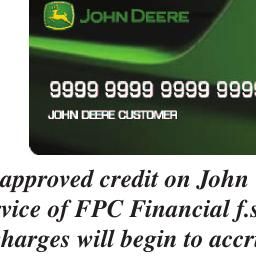 JOHN DEERE
9999 9999 9999 999
JOHN DEERE CUSTOMER
approved credit on John
vice of FPC Financial f.s
harges will begin to accr